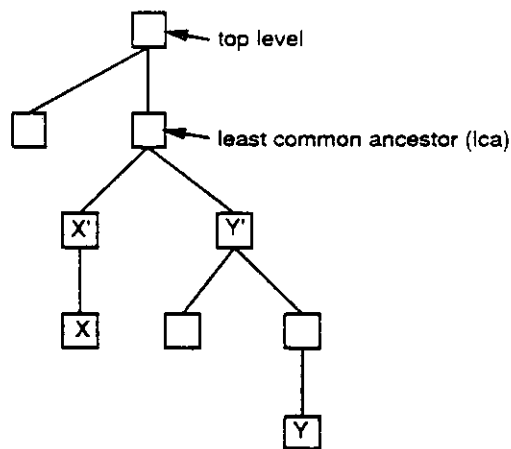 top level
least common ancestor (lca)
X' Y'
X
Y